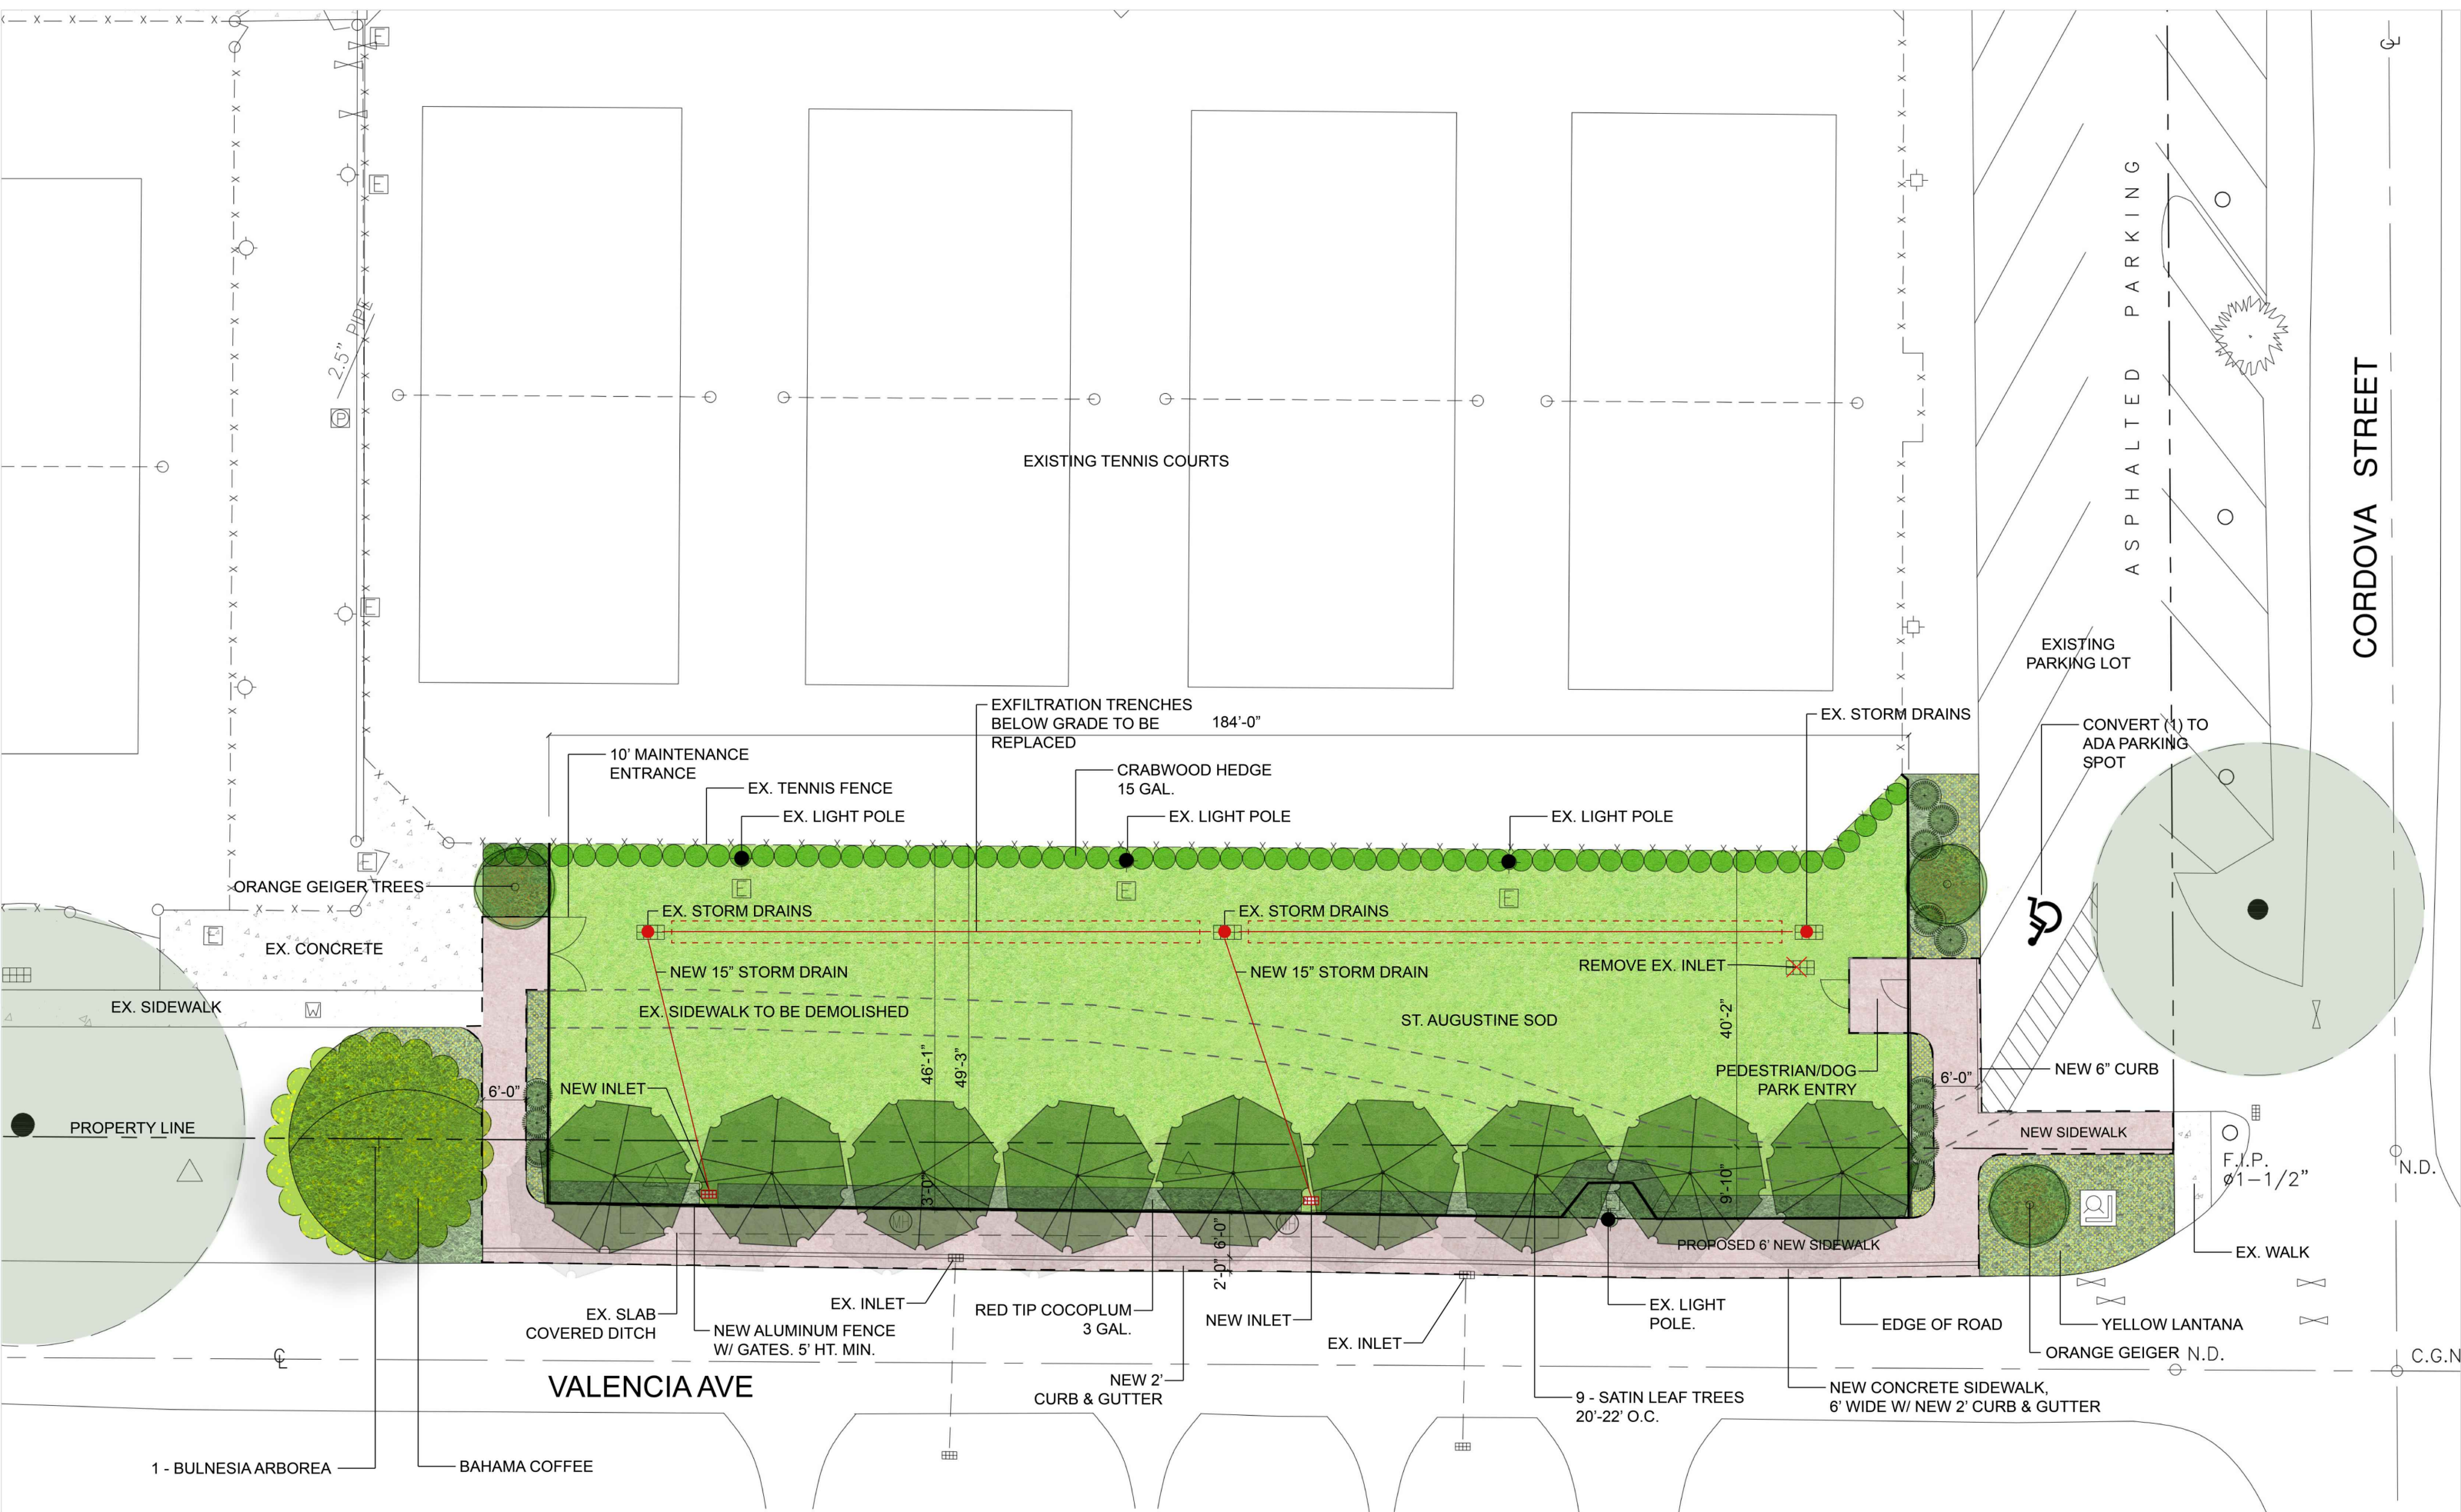 E
E
2.5" PIPE
P
E
E
EXISTING TENNIS COURTS
ASPHALTED PARKING
CORDOVA STREET
EXISTING
PARKING LOT
EXFILTRATION TRENCHES
BELOW GRADE TO BE
REPLACED
184'-0"
EX. STORM DRAINS
CONVERT (1) TO
ADA PARKING
SPOT
10' MAINTENANCE
ENTRANCE
CRABWOOD HEDGE
15 GAL.
EX. TENNIS FENCE
EX. LIGHT POLE
EX. LIGHT POLE
EX. LIGHT POLE
ORANGE GEIGER TREES
E
E
E
EX. STORM DRAINS
EX. STORM DRAINS
E
EX. CONCRETE
NEW 15" STORM DRAIN
NEW 15" STORM DRAIN
REMOVE EX. INLET
EX. SIDEWALK
W
EX. SIDEWALK TO BE DEMOLISHED
ST. AUGUSTINE SOD
40'-2"
46'-1"
49'-3"
PEDESTRIAN/DOG
PARK ENTRY
NEW 6" CURB
6'-0"
NEW INLET
6'-0"
PROPERTY LINE
NEW SIDEWALK
F.I.P.
ø1-1/2"
N.D.
3'-0"
9'-10"
MH
MH
6'-0"
2'-0"
PROPOSED 6' NEW SIDEWALK
EX. WALK
EX. SLAB
COVERED DITCH
EX. INLET
RED TIP COCOPLUM
3 GAL.
NEW INLET
EX. LIGHT
POLE.
EDGE OF ROAD
YELLOW LANTANA
NEW ALUMINUM FENCE
W/ GATES. 5' HT. MIN.
EX. INLET
ORANGE GEIGER
N.D.
C.G.N
VALENCIA AVE
NEW 2'
CURB & GUTTER
9 - SATIN LEAF TREES
20'-22' O.C.
NEW CONCRETE SIDEWALK,
6' WIDE W/ NEW 2' CURB & GUTTER
1 - BULNESIA ARBOREA
BAHAMA COFFEE